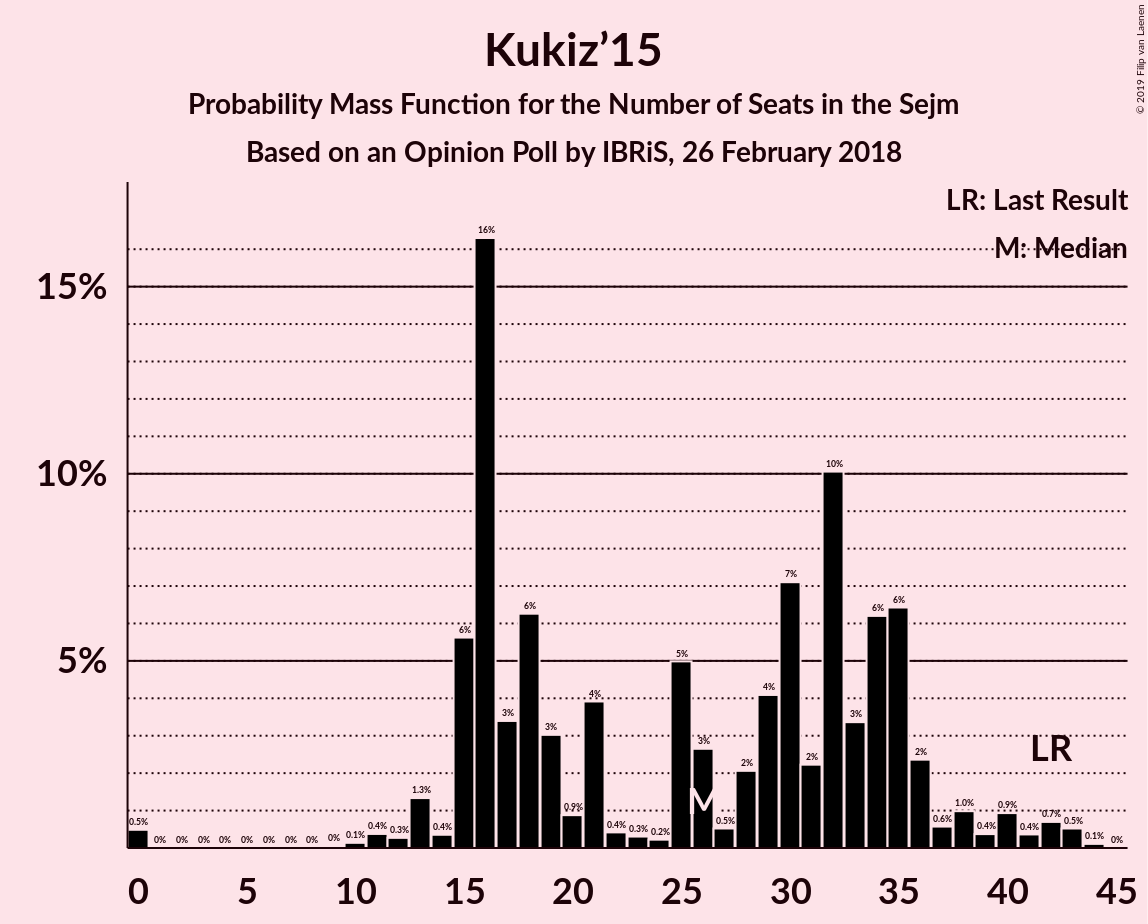 Kukiz’15
Probability Mass Function for the Number of Seats in the Sejm
Based on an Opinion Poll by IBRiS, 26 February 2018
© 2019 Filip van Laenen
LR: Last Result
M: Median
15%
10%
5%
0.5% 0% 0% 0% 0% 0% 0% 0% 0% 0% 0.1% 0.4% 0.3% 1.3% 0.4% 6% 16% 3% 6% 3% 0.9% 4% 0.4% 0.3% 0.2% 5% 3% 0.5% 2% 4% 7% 2% 10% 3% 6% 6% 2% 0.6% 1.0% 0.4% 0.9% 0.4% 0.7% 0.5% 0.1% 0%
M
LR
0 5 10 15 20 25 30 35 40 45